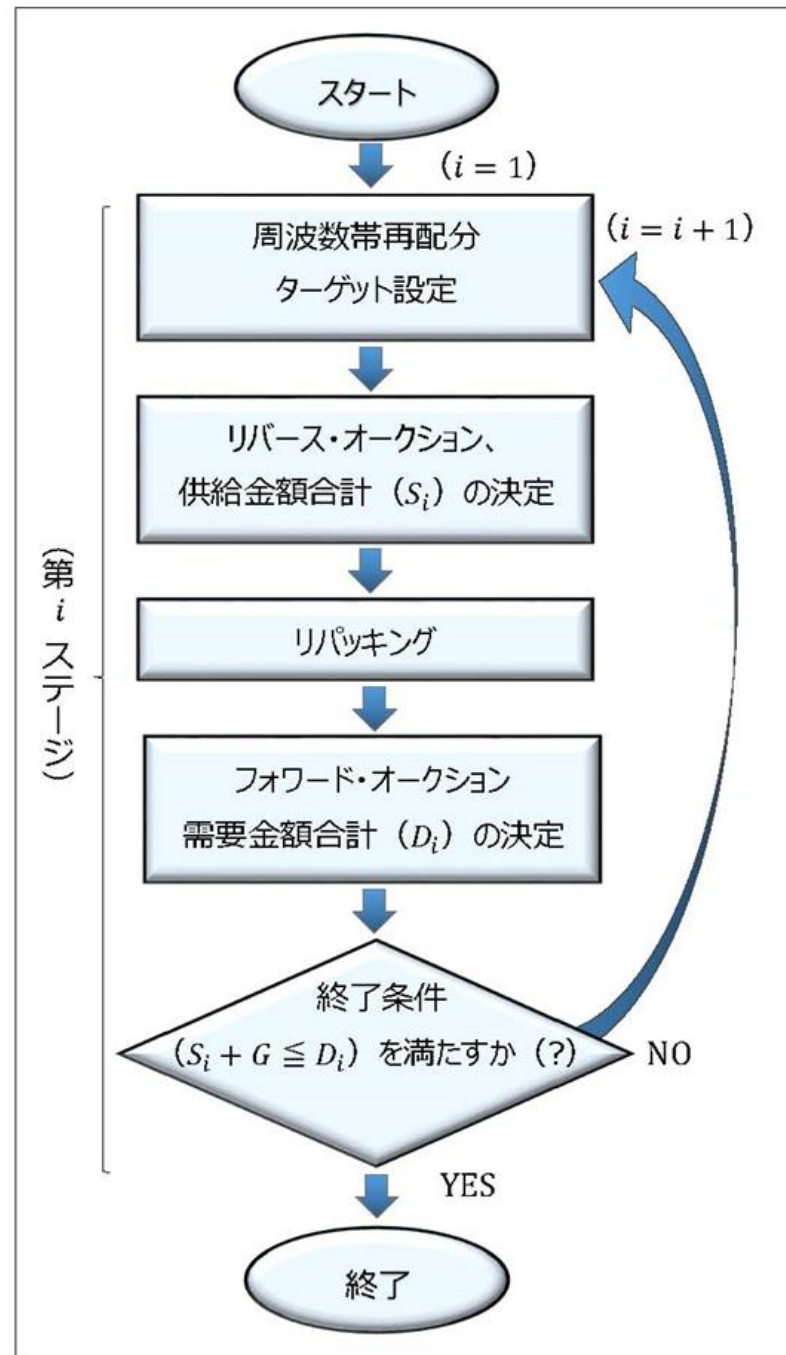 スタート
(i = 1)
周波数帯再配分
ターゲット設定
(i = i + 1)
リバース・オークション、
供給金額合計（S_i）の決定
リパッキング
フォワード・オークション
需要金額合計（D_i）の決定
終了条件
（S_i + G ≦ D_i）を満たすか（?）
NO
YES
終了
（第 i ステージ）